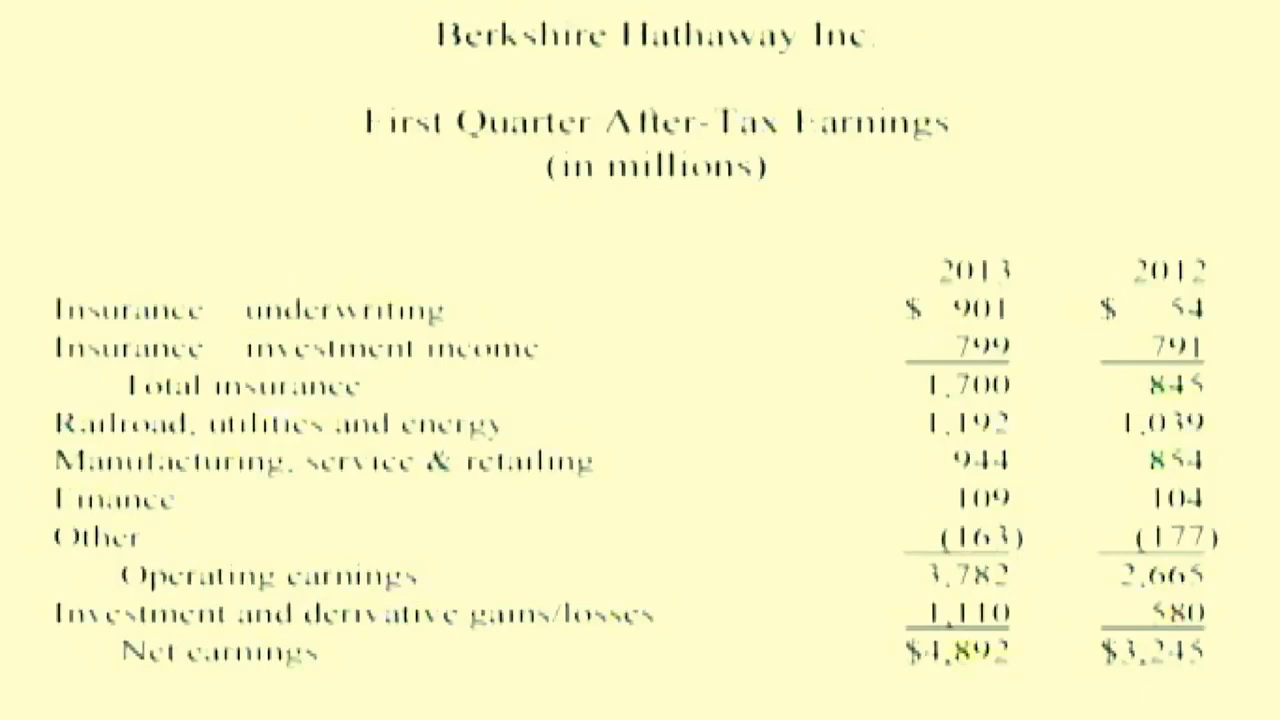 Berkshire Hathaway Inc.
First Quarter After-Tax Earnings
(in millions)
2013 2012
Insurance underwriting $ 901 $ 54
Insurance investment income 799 791
Total insurance 1,700 845
Railroad, utilities and energy 1,192 1,039
Manufacturing, service & retailing 944 854
Finance 109 104
Other (163) (177)
Operating earnings 3,782 2,665
Investment and derivative gains/losses 1,110 580
Net earnings $4,892 $3,245